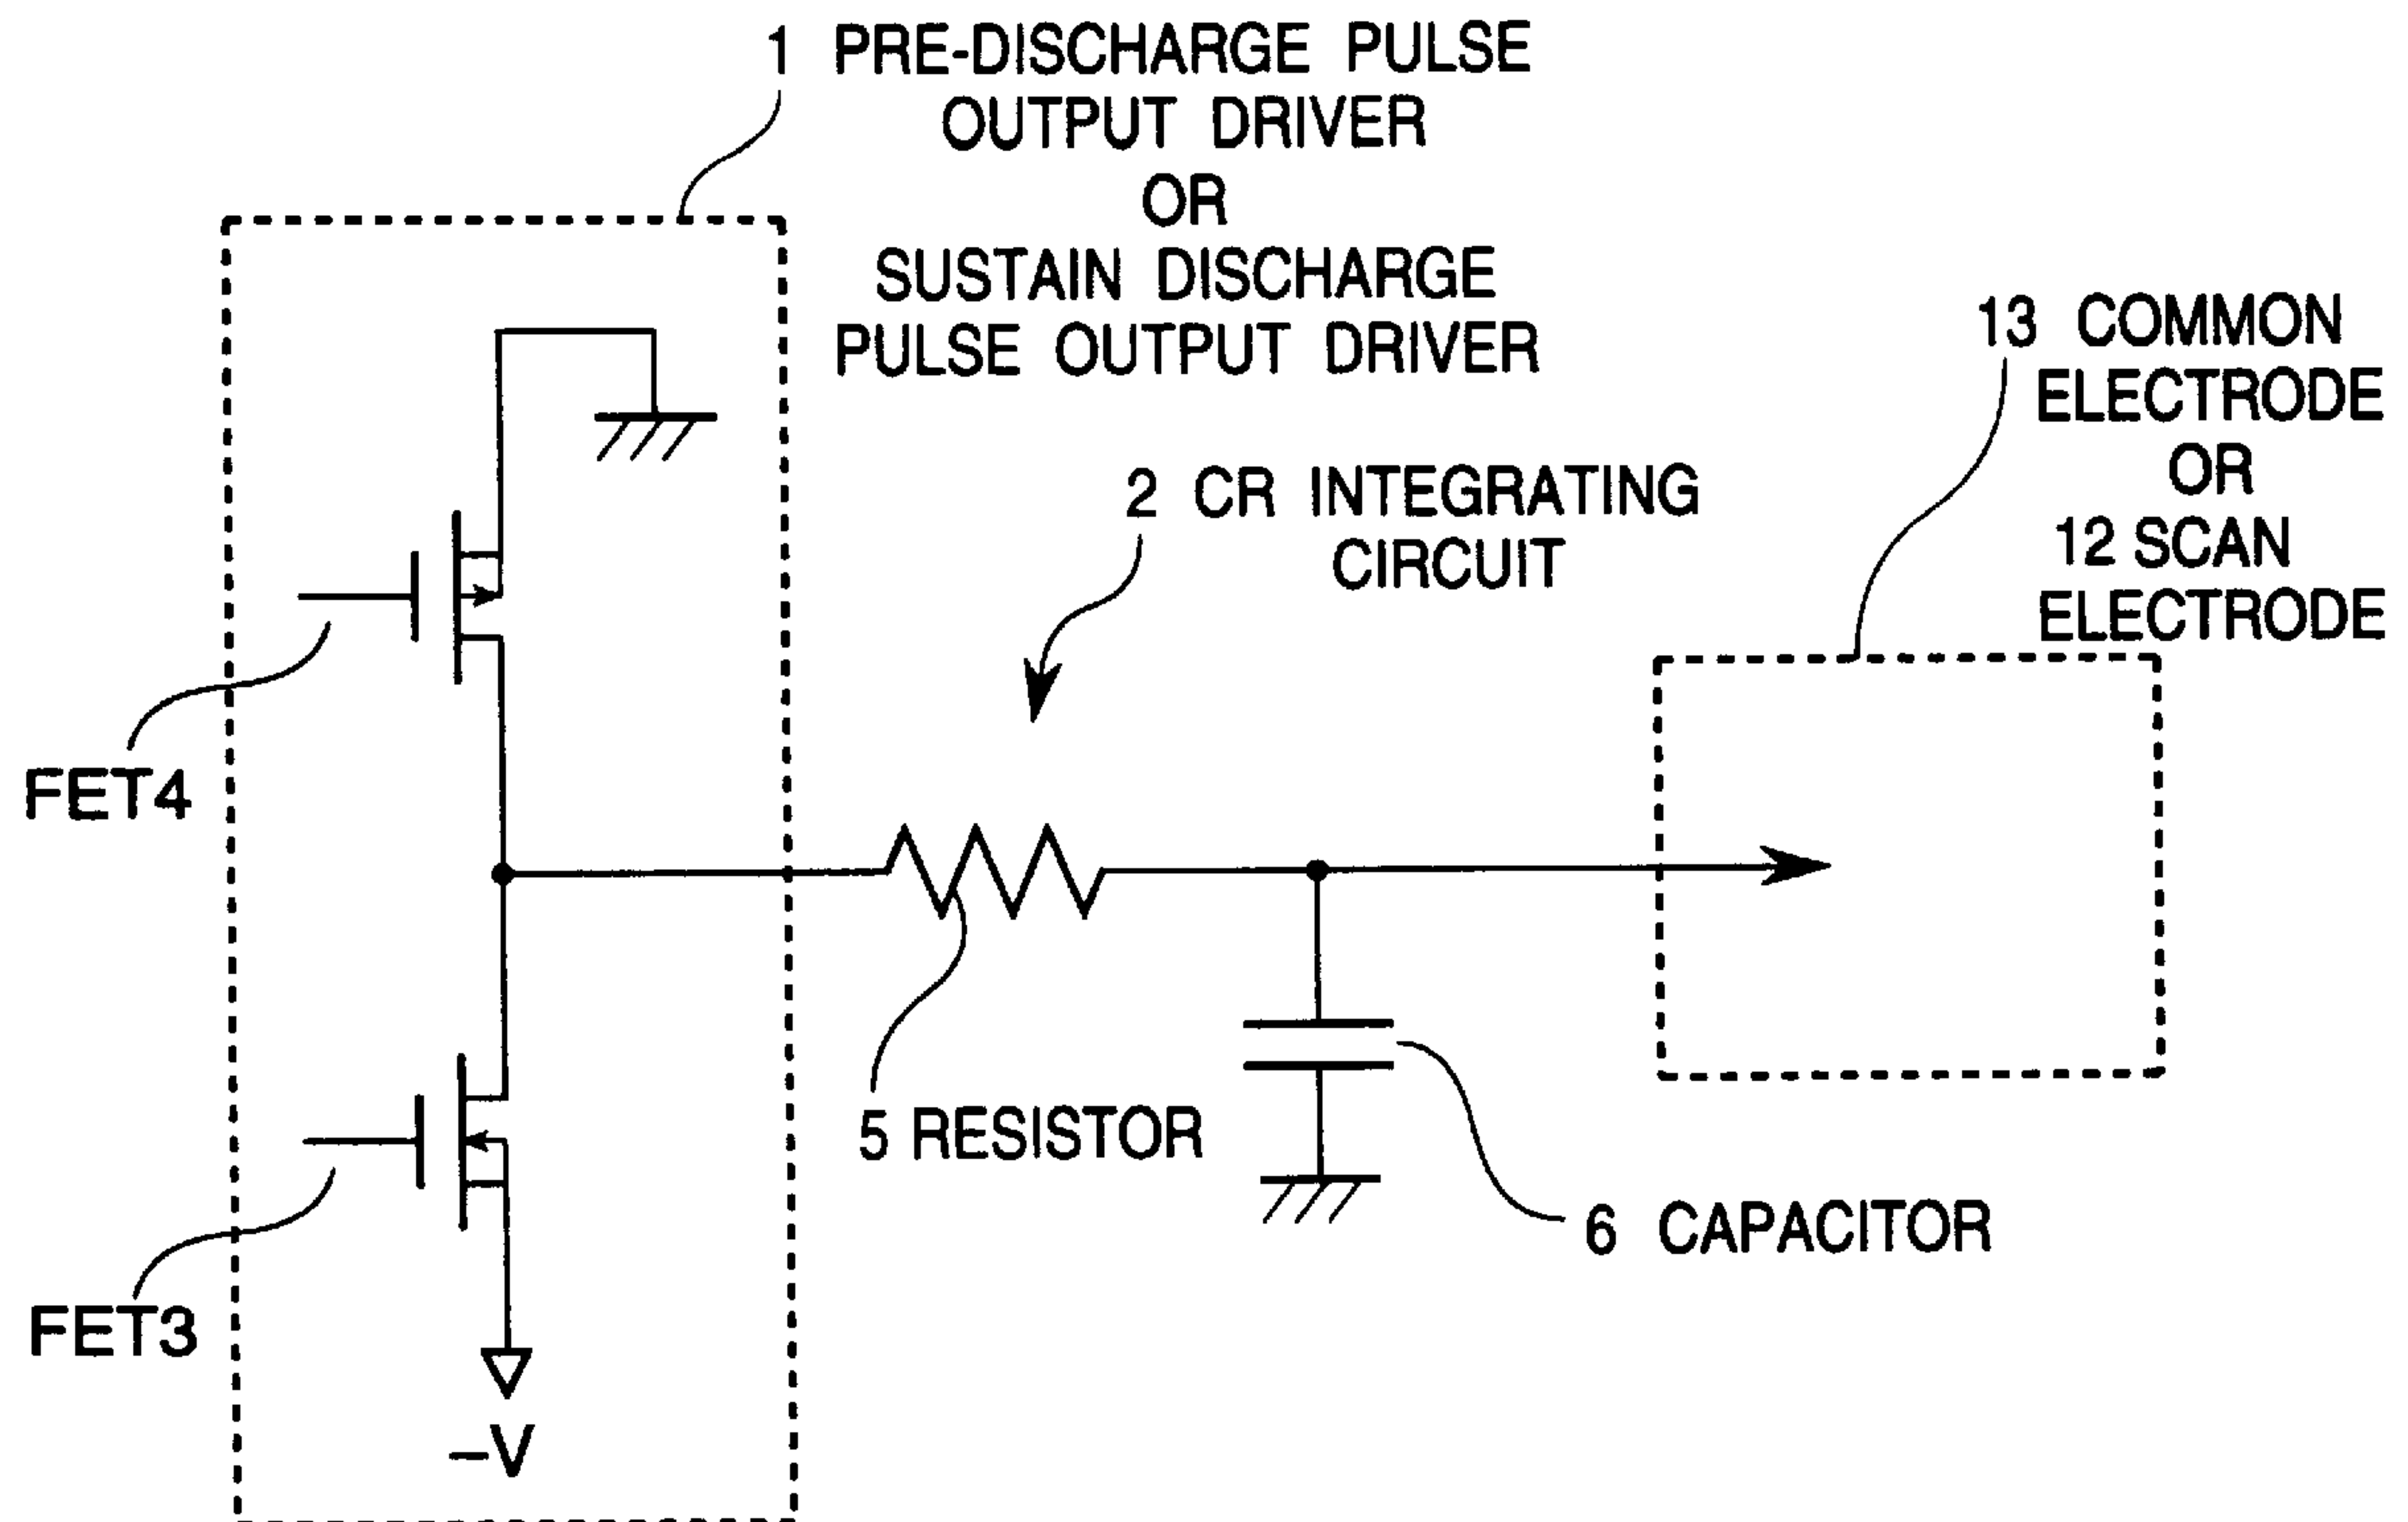 1 PRE-DISCHARGE PULSE
OUTPUT DRIVER
OR
SUSTAIN DISCHARGE
PULSE OUTPUT DRIVER
13 COMMON
ELECTRODE
OR
12 SCAN
ELECTRODE
2 CR INTEGRATING
CIRCUIT
FET4
5 RESISTOR
6 CAPACITOR
FET3
-V